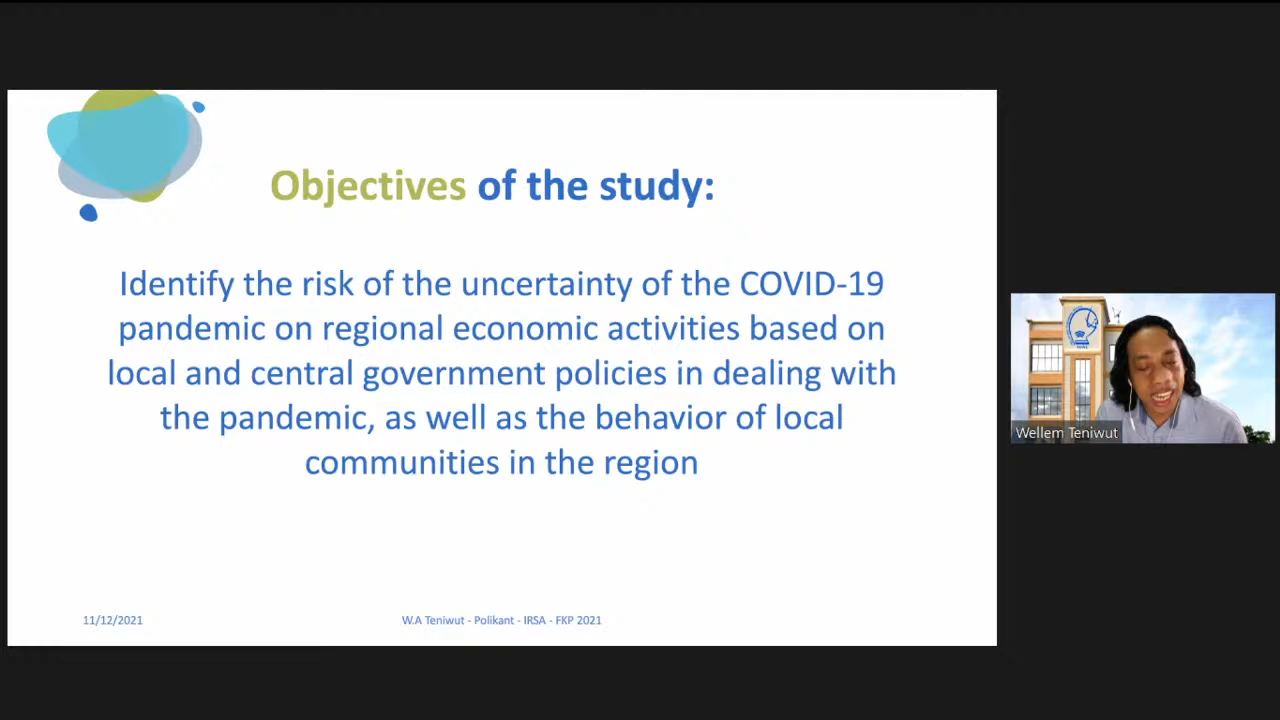 Objectives of the study:
Identify the risk of the uncertainty of the COVID-19
pandemic on regional economic activities based on
local and central government policies in dealing with
the pandemic, as well as the behavior of local
communities in the region
11/12/2021
W.A Teniwut - Polikant - IRSA - FKP 2021
Wellem Teniwut